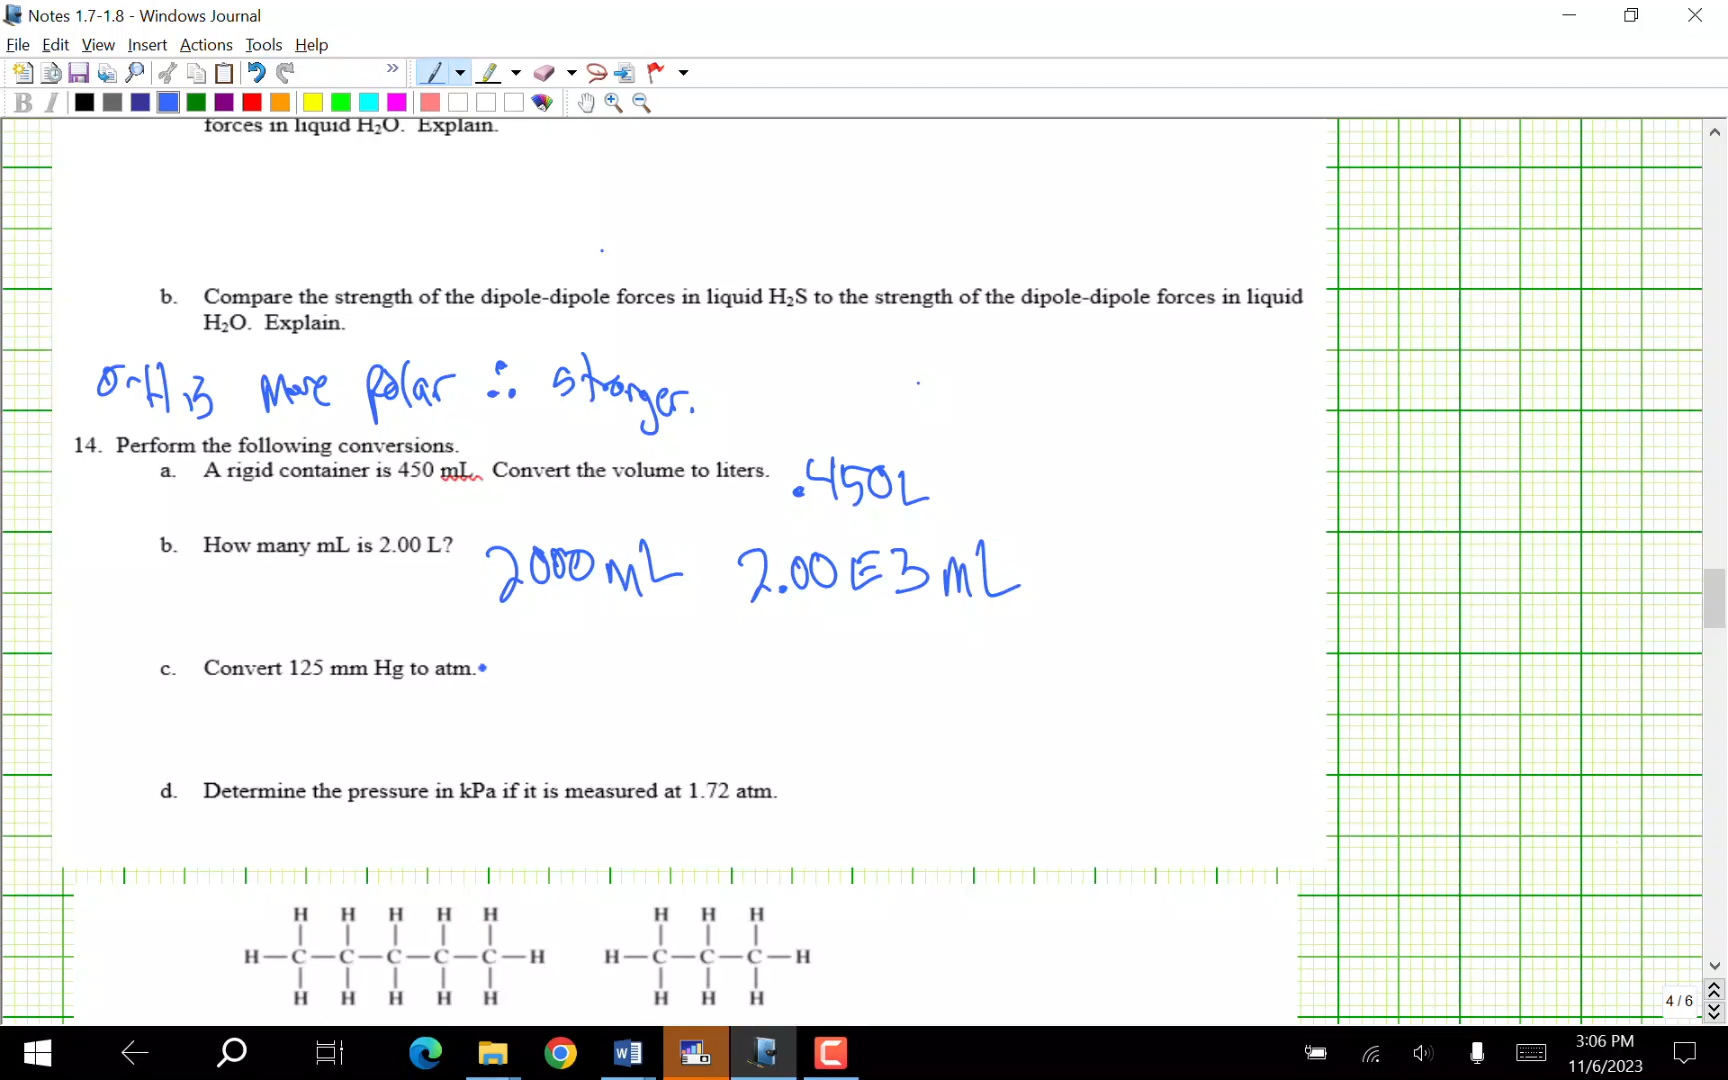 Notes 1.7-1.8 - Windows Journal
File Edit View Insert Actions Tools Help
B I
forces in liquid H₂O. Explain.
b. Compare the strength of the dipole-dipole forces in liquid H₂S to the strength of the dipole-dipole forces in liquid
H₂O. Explain.
O-H is more polar ∴ stronger.
14. Perform the following conversions.
a. A rigid container is 450 mL. Convert the volume to liters. .450L
b. How many mL is 2.00 L? 2000 mL 2.00 E3 mL
c. Convert 125 mm Hg to atm.
d. Determine the pressure in kPa if it is measured at 1.72 atm.
H H H H H H H H
H—C—C—C—C—C—H H—C—C—C—H
H H H H H H H H
4 / 6
3:06 PM
11/6/2023